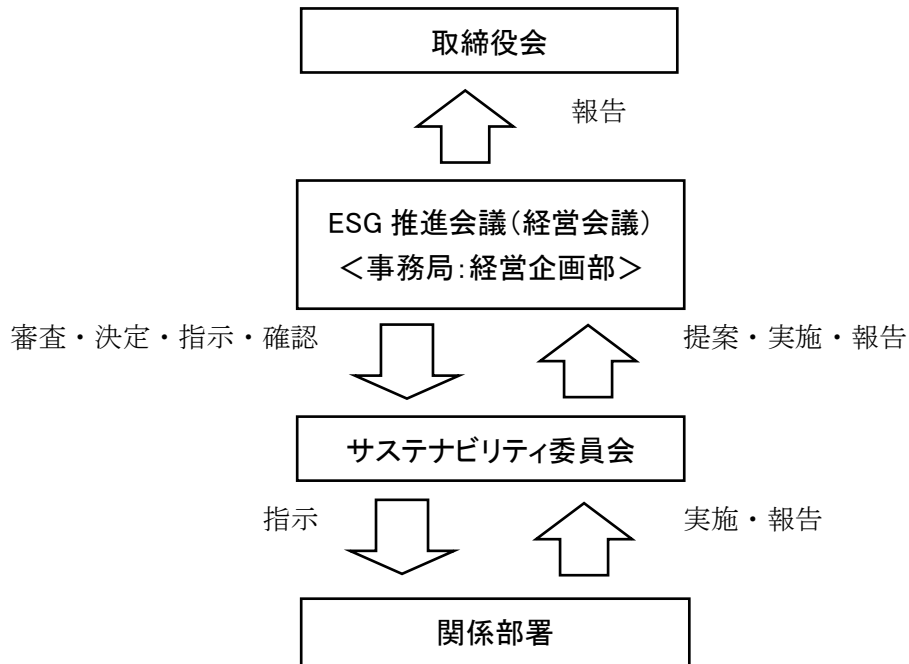 取締役会
報告
ESG 推進会議(経営会議)
＜事務局:経営企画部＞
審査・決定・指示・確認
提案・実施・報告
サステナビリティ委員会
指示
実施・報告
関係部署